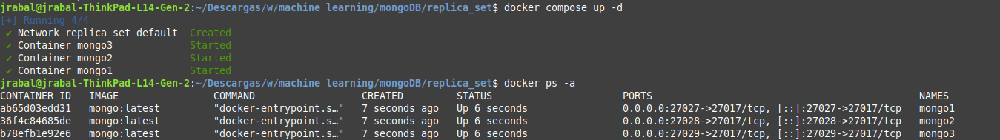 jrabal@jrabal-ThinkPad-L14-Gen-2:~/Descargas/w/machine learning/mongoDB/replica_set$ docker compose up -d
[+] Running 4/4
✔ Network replica_set_default  Created
✔ Container mongo3             Started
✔ Container mongo2             Started
✔ Container mongo1             Started
jrabal@jrabal-ThinkPad-L14-Gen-2:~/Descargas/w/machine learning/mongoDB/replica_set$ docker ps -a
CONTAINER ID   IMAGE          COMMAND                  CREATED         STATUS         PORTS                                             NAMES
ab65d03edd31   mongo:latest   "docker-entrypoint.s…"   7 seconds ago   Up 6 seconds   0.0.0.0:27027->27017/tcp, [::]:27027->27017/tcp   mongo1
36f4c84685de   mongo:latest   "docker-entrypoint.s…"   7 seconds ago   Up 6 seconds   0.0.0.0:27028->27017/tcp, [::]:27028->27017/tcp   mongo2
b78efb1e92e6   mongo:latest   "docker-entrypoint.s…"   7 seconds ago   Up 6 seconds   0.0.0.0:27029->27017/tcp, [::]:27029->27017/tcp   mongo3